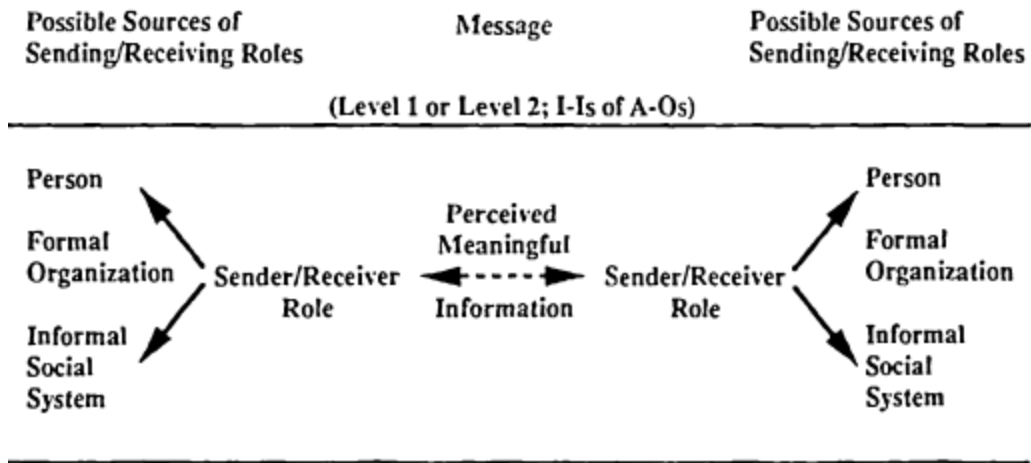 Possible Sources of
Sending/Receiving Roles
Message
Possible Sources of
Sending/Receiving Roles
(Level 1 or Level 2; I-Is of A-Os)
Person
Formal
Organization
Informal
Social
System
Sender/Receiver
Role
Perceived
Meaningful
Information
Sender/Receiver
Role
Person
Formal
Organization
Informal
Social
System